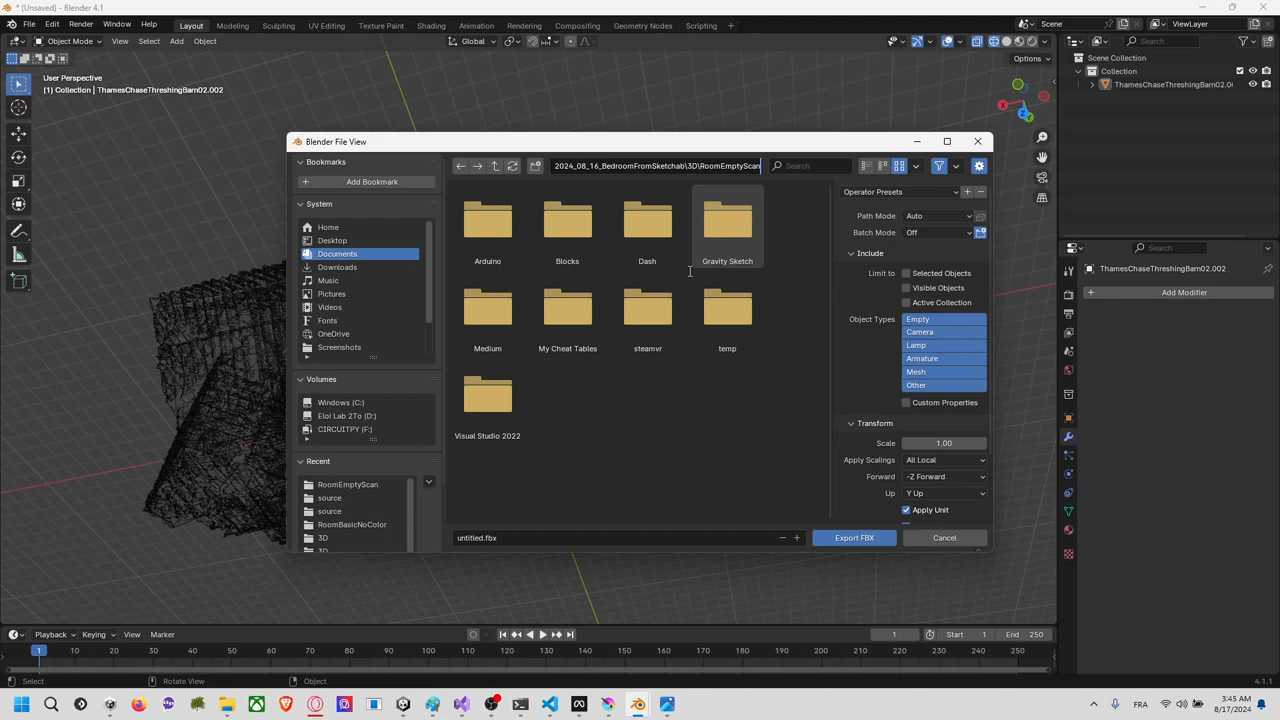 * (Unsaved) - Blender 4.1
File Edit Render Window Help
Layout Modeling Sculpting UV Editing Texture Paint Shading Animation Rendering Compositing Geometry Nodes Scripting +
Scene ViewLayer
Object Mode View Select Add Object Global
Search
Options
User Perspective
(1) Collection | ThamesChaseThreshingBarn02.002
Scene Collection
Collection
ThamesChaseThreshingBarn02.0
Blender File View
Bookmarks
Add Bookmark
System
Home
Desktop
Documents
Downloads
Music
Pictures
Videos
Fonts
OneDrive
Screenshots
Volumes
Windows (C:)
Eloi Lab 2To (D:)
CIRCUITPY (F:)
Recent
RoomEmptyScan
source
source
RoomBasicNoColor
3D
3D
2024_08_16_BedroomFromSketchab\3D\RoomEmptyScan
Search
Arduino Blocks Dash Gravity Sketch
Medium My Cheat Tables steamvr temp
Visual Studio 2022
untitled.fbx
Export FBX Cancel
Operator Presets
Path Mode Auto
Batch Mode Off
Include
Limit to Selected Objects
Visible Objects
Active Collection
Object Types Empty
Camera
Lamp
Armature
Mesh
Other
Custom Properties
Transform
Scale 1.00
Apply Scalings All Local
Forward -Z Forward
Up Y Up
Apply Unit
Search
ThamesChaseThreshingBarn02.002
Add Modifier
Playback Keying View Marker
1 Start 1 End 250
1 10 20 30 40 50 60 70 80 90 100 110 120 130 140 150 160 170 180 190 200 210 220 230 240 250
Select Rotate View Object
4.1.1
FRA
3:45 AM
8/17/2024